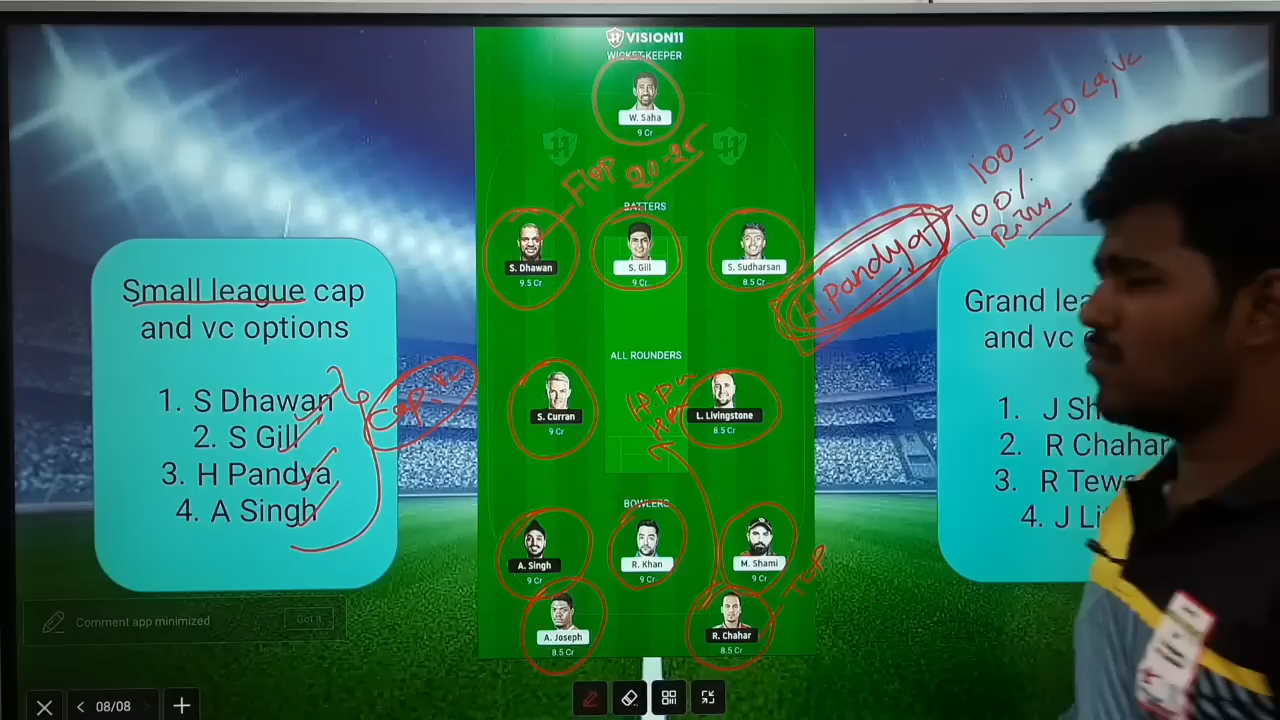 VISION11
WICKET-KEEPER
W. Saha
9 Cr
Flop 20-25
BATTERS
S. Dhawan
9.5 Cr
S. Gill
9 Cr
S. Sudharsan
8.5 Cr
H Pandya
100%
100 = 50 ca, vc
Small league cap
and vc options
1. S Dhawan
2. S Gill
3. H Pandya
4. A Singh
cap vc
ALL ROUNDERS
S. Curran
9 Cr
L. Livingstone
8.5 Cr
BOWLERS
A. Singh
9 Cr
R. Khan
9 Cr
M. Shami
9 Cr
A. Joseph
8.5 Cr
R. Chahar
8.5 Cr
TOP
Grand lea
and vc
1. J Sh
2. R Chahar
3. R Tew
4. J Li
Comment app minimized
Got it
08/08